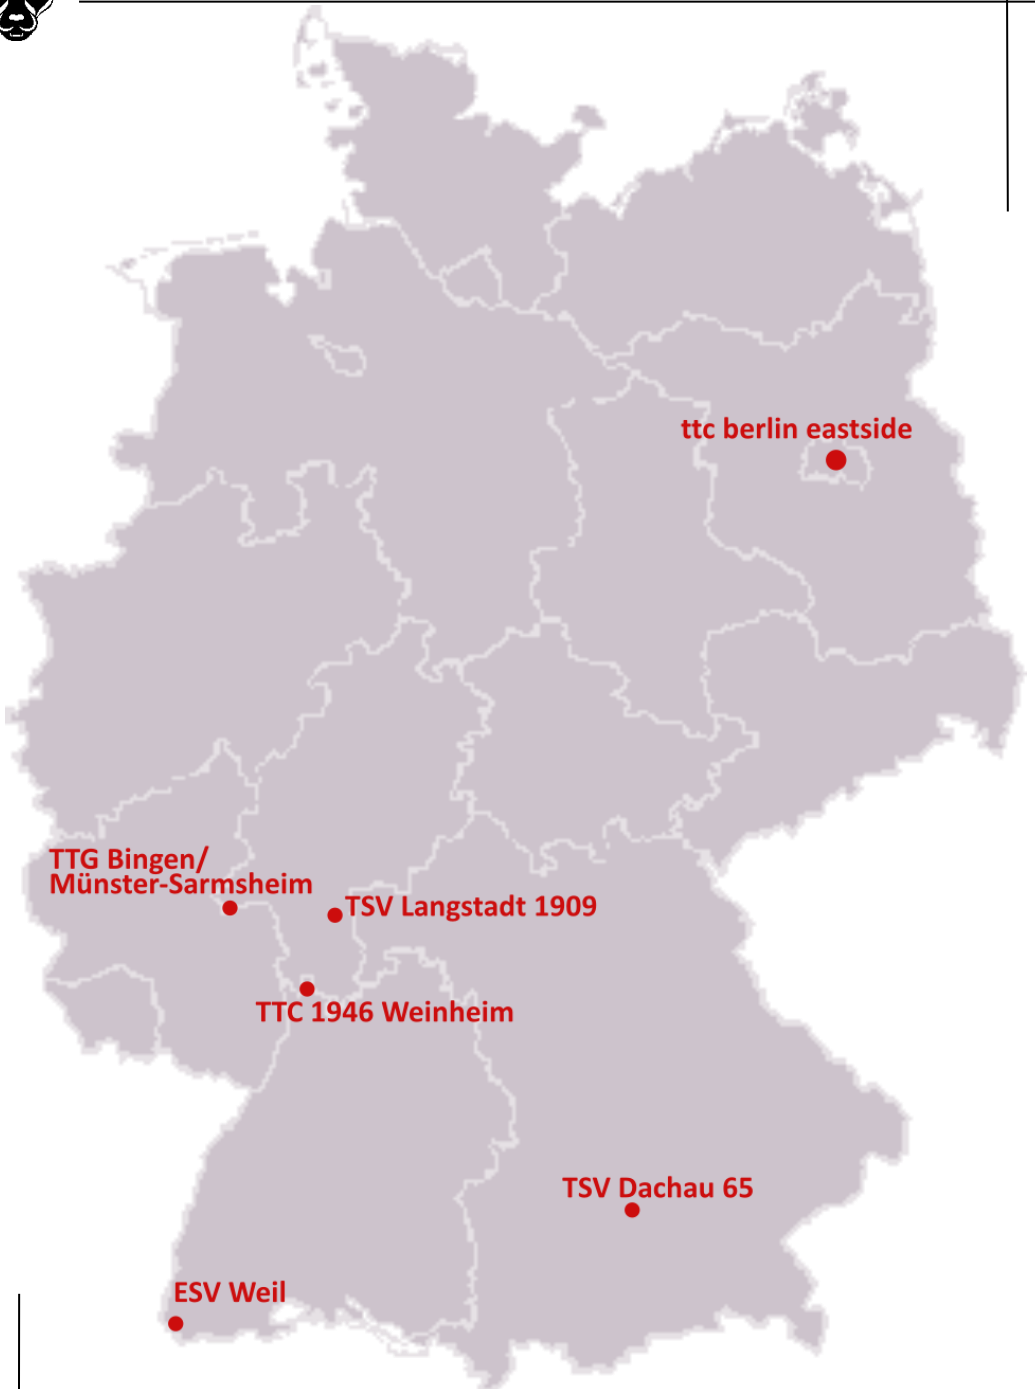 ttc berlin eastside
TTG Bingen/
Münster-Sarmsheim
TSV Langstadt 1909
TTC 1946 Weinheim
TSV Dachau 65
ESV Weil